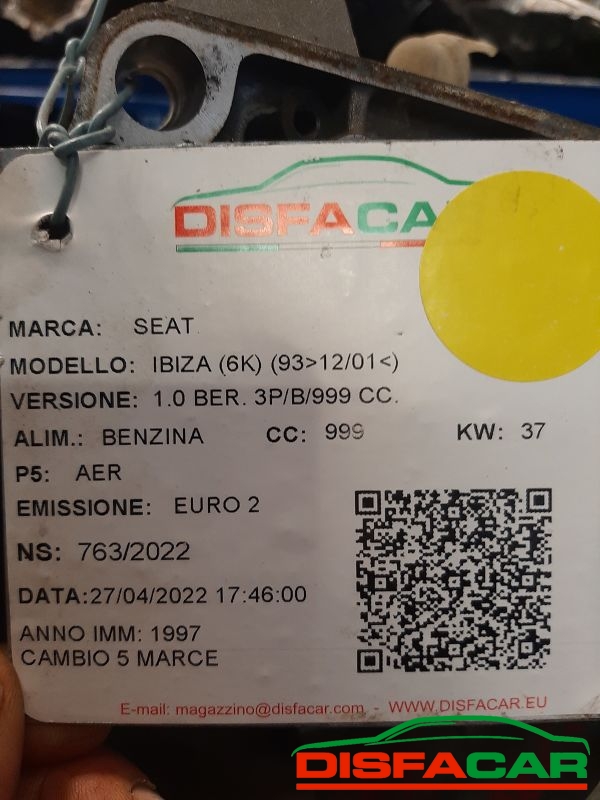 DISFACAR
MARCA: SEAT
MODELLO: IBIZA (6K) (93>12/01<)
VERSIONE: 1.0 BER. 3P/B/999 CC.
ALIM.: BENZINA CC: 999 KW: 37
P5: AER
EMISSIONE: EURO 2
NS: 763/2022
DATA:27/04/2022 17:46:00
ANNO IMM: 1997
CAMBIO 5 MARCE
E-mail: magazzino@disfacar.com - WWW.DISFACAR.EU
DISFACAR